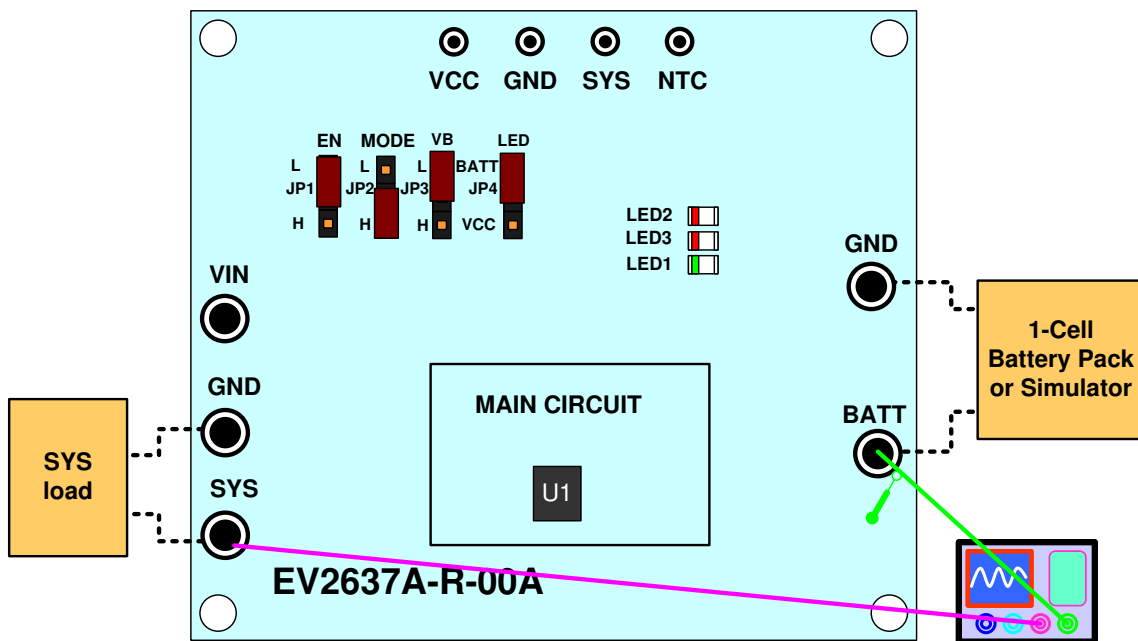 VCC GND SYS NTC
EN MODE VB LED
L L L BATT
JP1 JP2 JP3 JP4
H H H VCC
LED2
LED3
LED1
VIN
GND
SYS
GND
BATT
SYS
load
1-Cell
Battery Pack
or Simulator
MAIN CIRCUIT
U1
EV2637A-R-00A